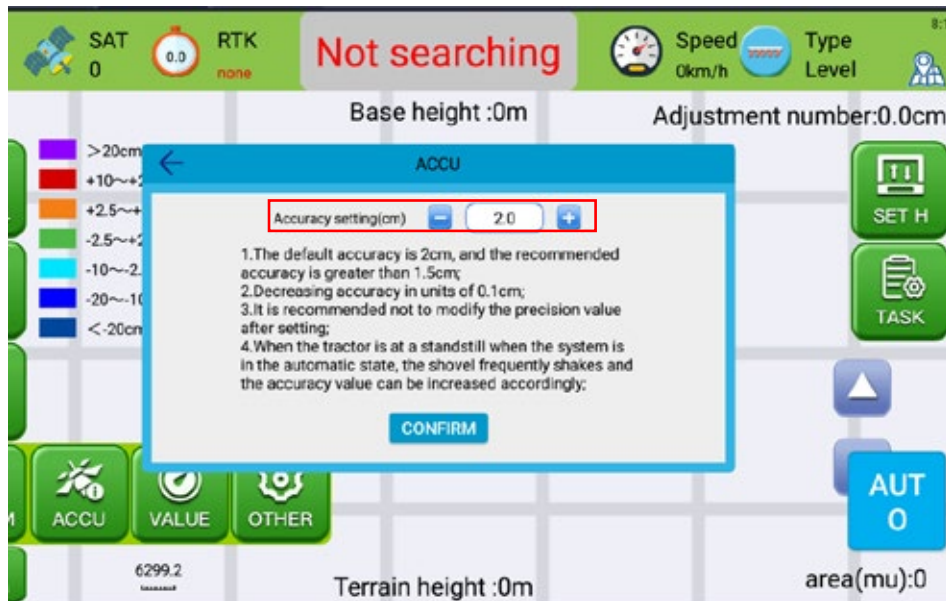 8:1
SAT
0
0.0
RTK
none
Not searching
Speed
0km/h
Type
Level
Base height :0m
Adjustment number:0.0cm
>20cm
+10~+2
+2.5~+
-2.5~+2
-10~-2.
-20~-10
<-20cm
ACCU
Accuracy setting(cm)
2.0
1.The default accuracy is 2cm, and the recommended
accuracy is greater than 1.5cm;
2.Decreasing accuracy in units of 0.1cm;
3.It is recommended not to modify the precision value
after setting;
4.When the tractor is at a standstill when the system is
in the automatic state, the shovel frequently shakes and
the accuracy value can be increased accordingly;
CONFIRM
SET H
TASK
ACCU
VALUE
OTHER
AUT
0
6299.2
Terrain height :0m
area(mu):0